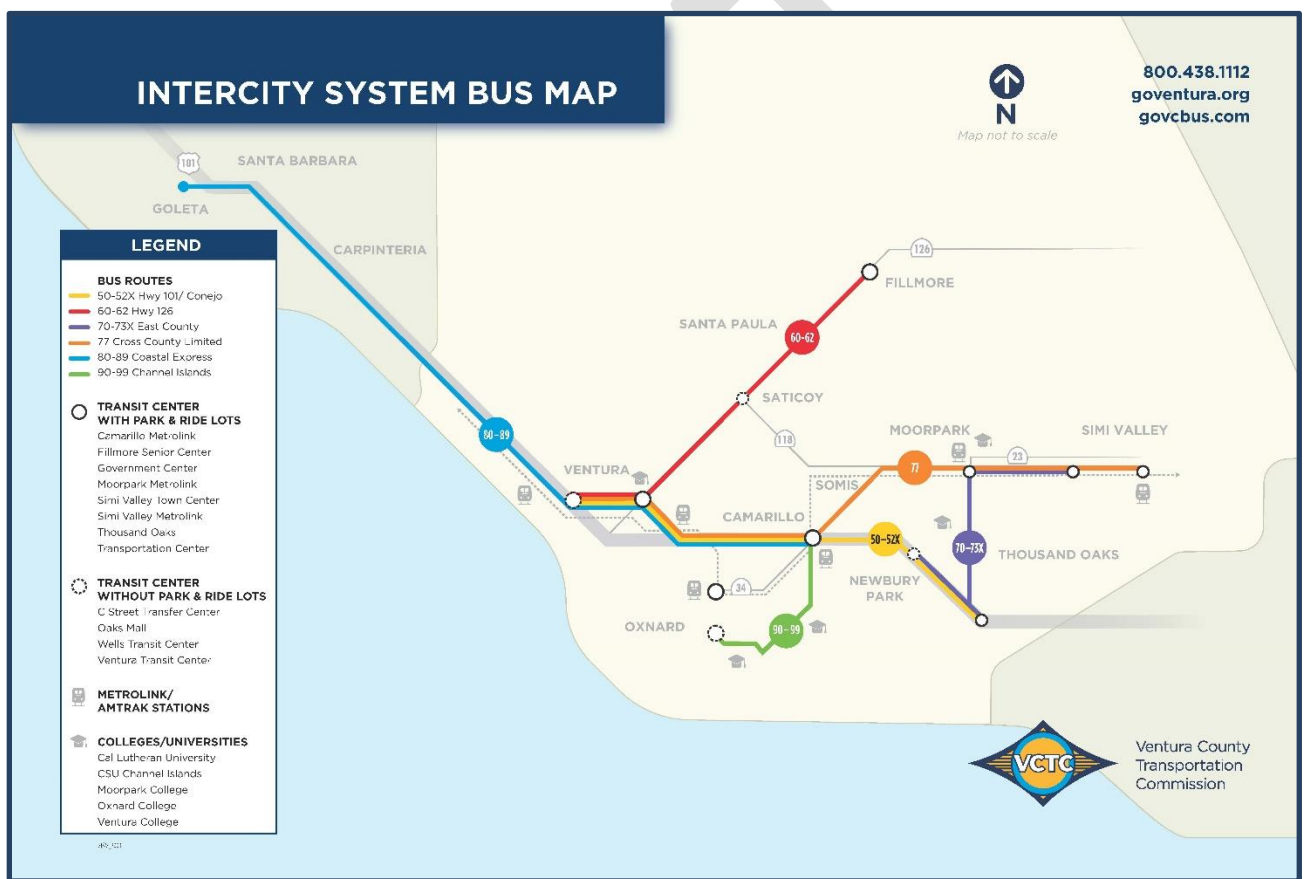 INTERCITY SYSTEM BUS MAP
N
Map not to scale
800.438.1112
goventura.org
govcbus.com
101
SANTA BARBARA
GOLETA
CARPINTERIA
126
FILLMORE
SANTA PAULA
60-62
SATICOY
118
MOORPARK
SIMI VALLEY
23
77
SOMIS
80-89
VENTURA
CAMARILLO
50-52X
70-73X
THOUSAND OAKS
NEWBURY
PARK
34
OXNARD
90-99
LEGEND
BUS ROUTES
50-52X Hwy 101/ Conejo
60-62 Hwy 126
70-73X East County
77 Cross County Limited
80-89 Coastal Express
90-99 Channel Islands
TRANSIT CENTER
WITH PARK & RIDE LOTS
Camarillo Metrolink
Fillmore Senior Center
Government Center
Moorpark Metrolink
Simi Valley Town Center
Simi Valley Metrolink
Thousand Oaks
Transportation Center
TRANSIT CENTER
WITHOUT PARK & RIDE LOTS
C Street Transfer Center
Oaks Mall
Wells Transit Center
Ventura Transit Center
METROLINK/
AMTRAK STATIONS
COLLEGES/UNIVERSITIES
Cal Lutheran University
CSU Channel Islands
Moorpark College
Oxnard College
Ventura College
VCTC
Ventura County
Transportation
Commission